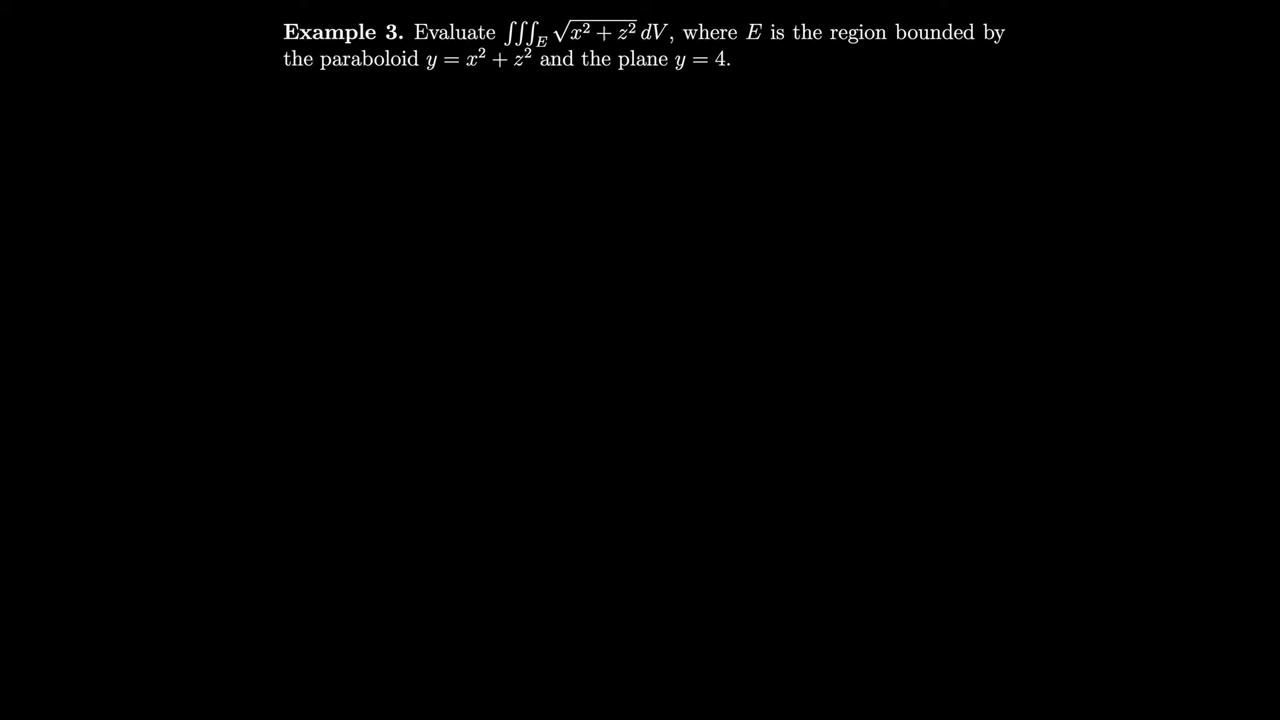 Example 3. Evaluate ∭_E √(x² + z²) dV, where E is the region bounded by
the paraboloid y = x² + z² and the plane y = 4.